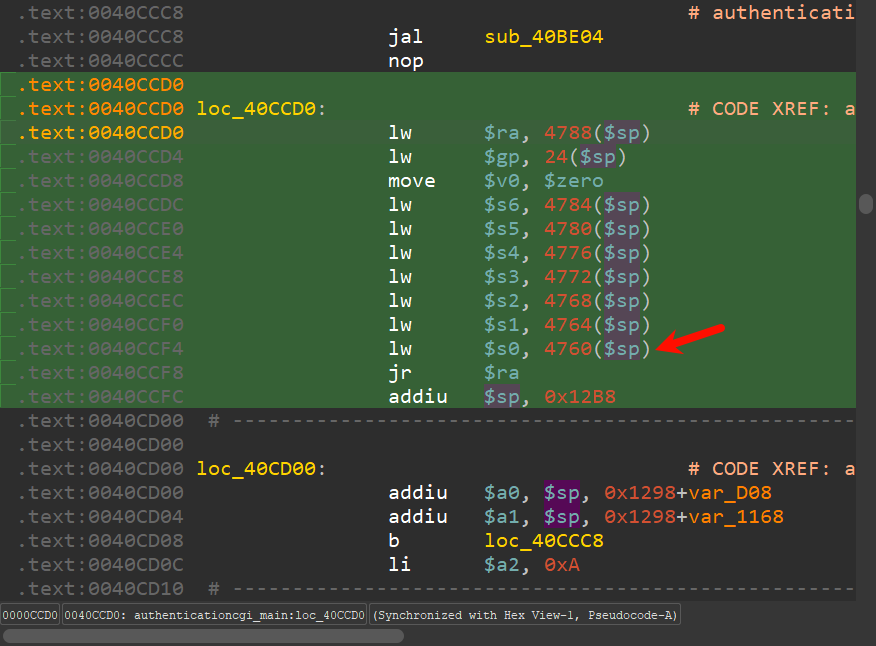 .text:0040CCC8 # authenticati
.text:0040CCC8 jal sub_40BE04
.text:0040CCCC nop
.text:0040CCD0
.text:0040CCD0 loc_40CCD0: # CODE XREF: a
.text:0040CCD0 lw $ra, 4788($sp)
.text:0040CCD4 lw $gp, 24($sp)
.text:0040CCD8 move $v0, $zero
.text:0040CCDC lw $s6, 4784($sp)
.text:0040CCE0 lw $s5, 4780($sp)
.text:0040CCE4 lw $s4, 4776($sp)
.text:0040CCE8 lw $s3, 4772($sp)
.text:0040CCEC lw $s2, 4768($sp)
.text:0040CCF0 lw $s1, 4764($sp)
.text:0040CCF4 lw $s0, 4760($sp)
.text:0040CCF8 jr $ra
.text:0040CCFC addiu $sp, 0x12B8
.text:0040CD00 # ----------------------------------------------------
.text:0040CD00
.text:0040CD00 loc_40CD00: # CODE XREF: a
.text:0040CD00 addiu $a0, $sp, 0x1298+var_D08
.text:0040CD04 addiu $a1, $sp, 0x1298+var_1168
.text:0040CD08 b loc_40CCC8
.text:0040CD0C li $a2, 0xA
.text:0040CD10 # ----------------------------------------------------
0000CCD0 0040CCD0: authenticationcgi_main:loc_40CCD0 (Synchronized with Hex View-1, Pseudocode-A)